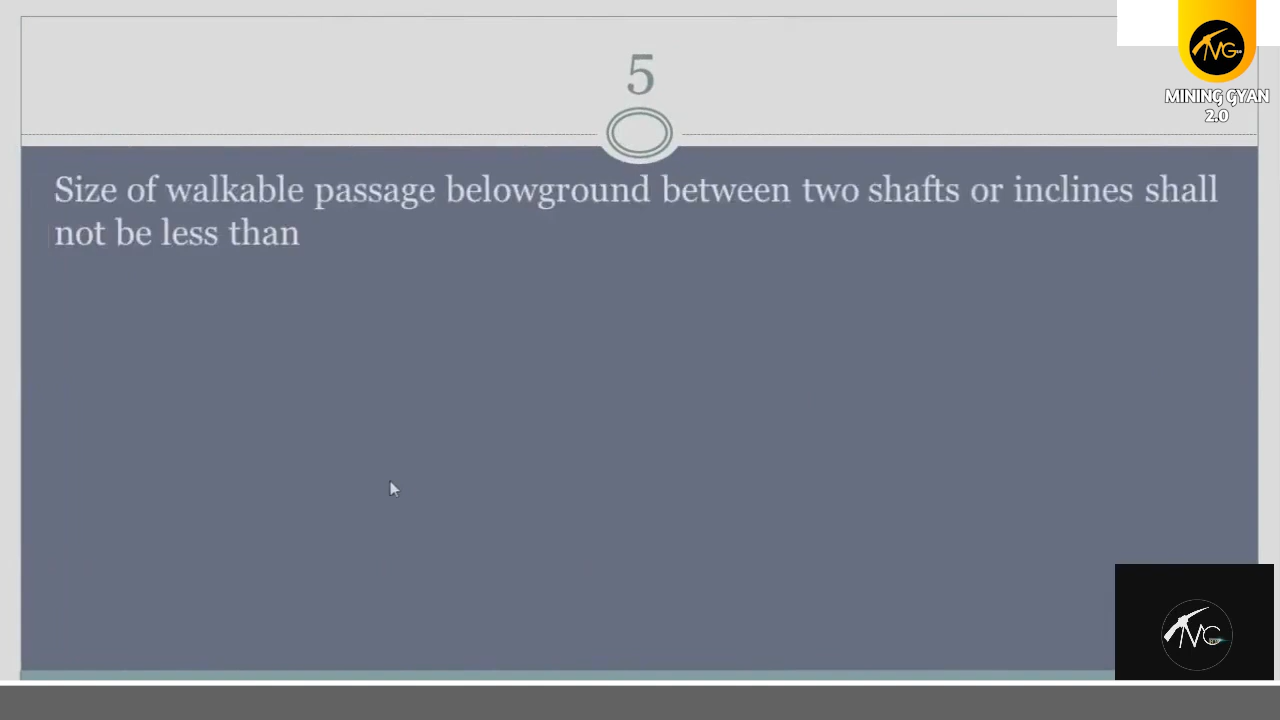 5
MINING GYAN
2.0
Size of walkable passage belowground between two shafts or inclines shall
not be less than